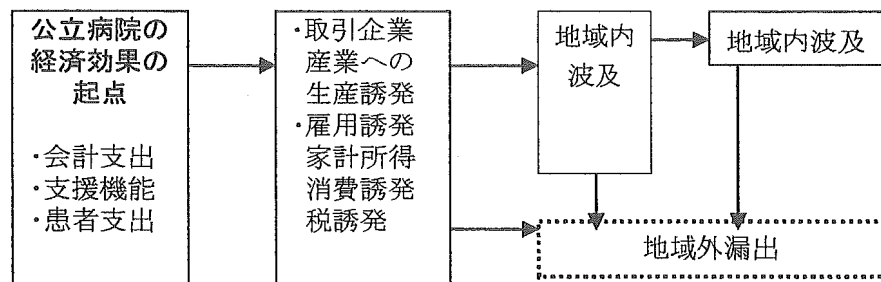 公立病院の
経済効果の
起点
・会計支出
・支援機能
・患者支出
・取引企業
産業への
生産誘発
・雇用誘発
家計所得
消費誘発
税誘発
地域内
波及
地域内波及
地域外漏出